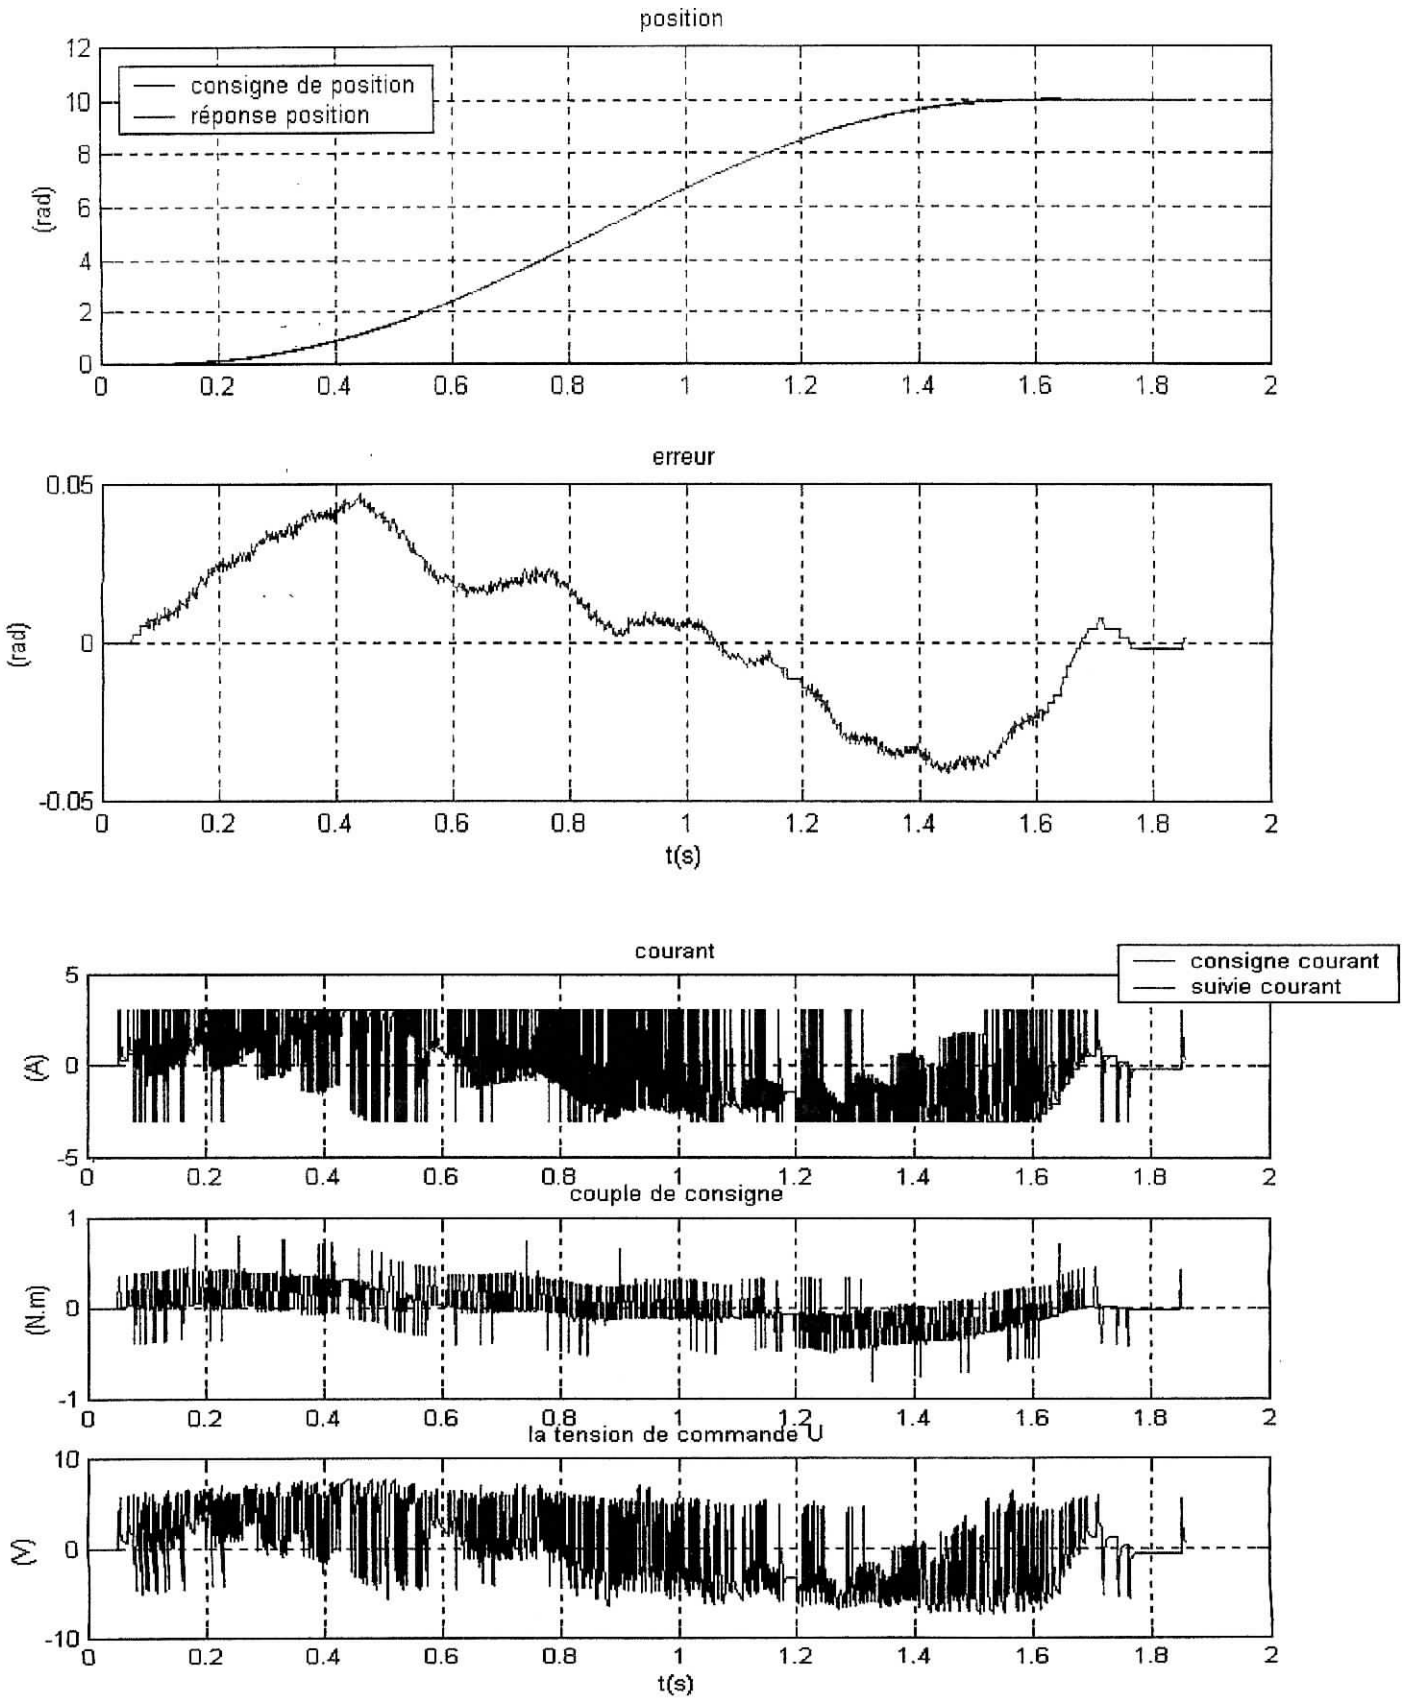 position
12
10
8
6
4
2
0
consigne de position
réponse position
(rad)
0 0.2 0.4 0.6 0.8 1 1.2 1.4 1.6 1.8 2
erreur
0.05
0
-0.05
(rad)
0 0.2 0.4 0.6 0.8 1 1.2 1.4 1.6 1.8 2
t(s)
courant
consigne courant
suivie courant
5
0
-5
(A)
0 0.2 0.4 0.6 0.8 1 1.2 1.4 1.6 1.8 2
couple de consigne
1
0
-1
(N.m)
0 0.2 0.4 0.6 0.8 1 1.2 1.4 1.6 1.8 2
la tension de commande U
10
0
-10
(V)
0 0.2 0.4 0.6 0.8 1 1.2 1.4 1.6 1.8 2
t(s)